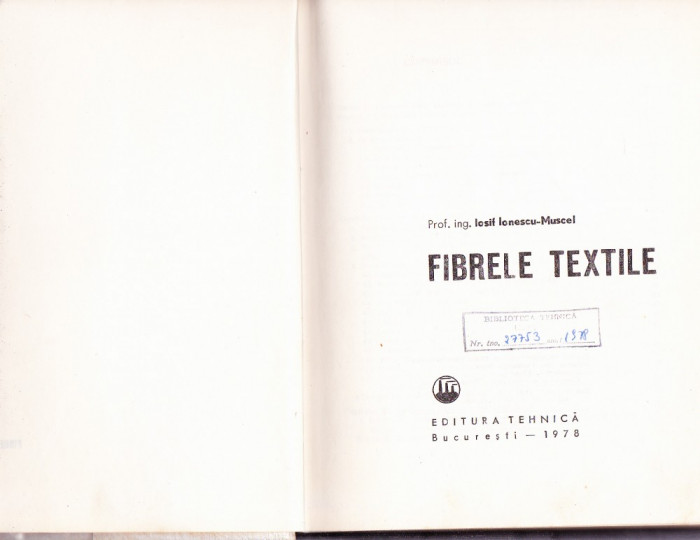 Prof. ing. Iosif Ionescu-Muscel
FIBRELE TEXTILE
BIBLIOTECA TEHNICĂ
Nr. inv. 27753 1978
EDITURA TEHNICĂ
București — 1978